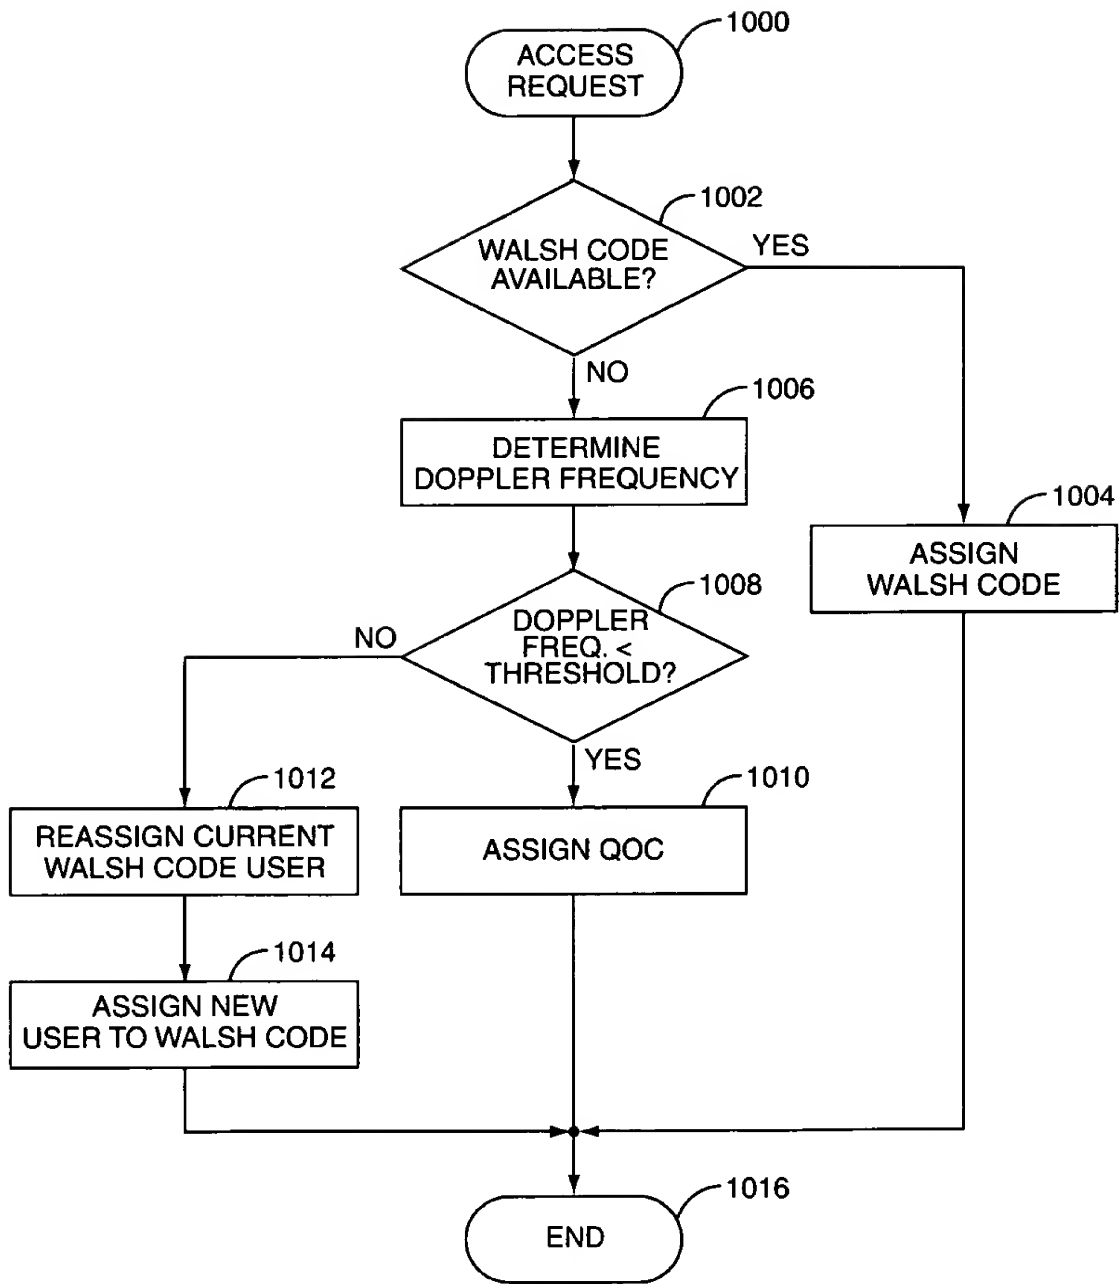 1000
ACCESS
REQUEST
1002
WALSH CODE
AVAILABLE?
YES
NO
1006
DETERMINE
DOPPLER FREQUENCY
1004
ASSIGN
WALSH CODE
1008
DOPPLER
FREQ. <
THRESHOLD?
NO
YES
1012
REASSIGN CURRENT
WALSH CODE USER
1010
ASSIGN QOC
1014
ASSIGN NEW
USER TO WALSH CODE
1016
END